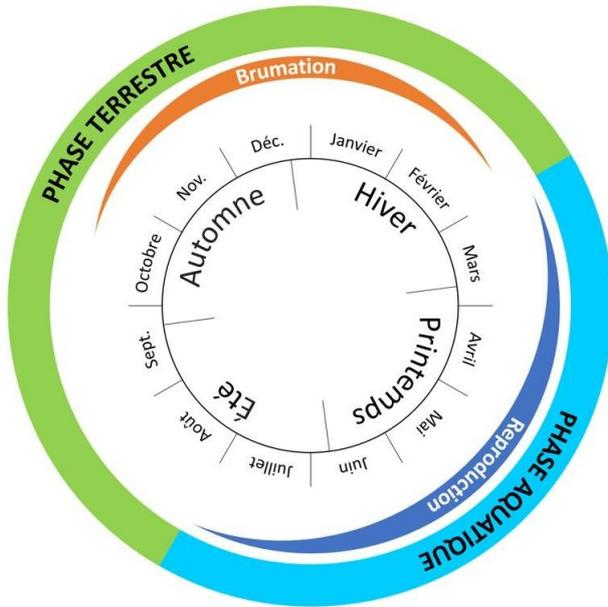 PHASE TERRESTRE
Brumation
Janvier
Février
Mars
Avril
Mai
Juin
Juillet
Août
Sept.
Octobre
Nov.
Déc.
Hiver
Printemps
Été
Automne
Reproduction
PHASE AQUATIQUE